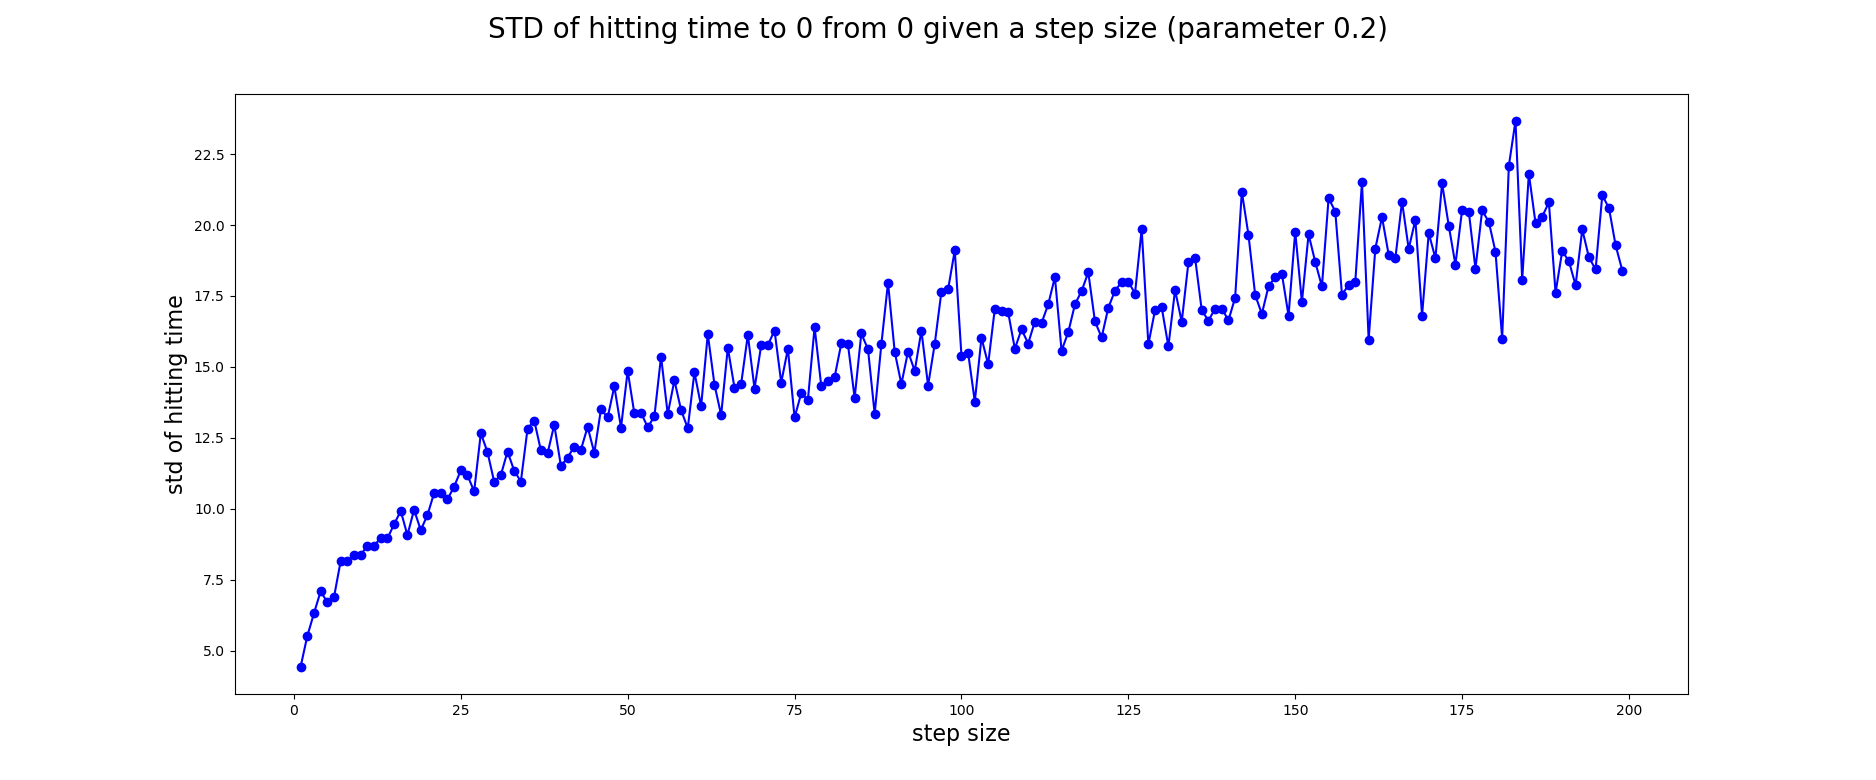 STD of hitting time to 0 from 0 given a step size (parameter 0.2)
22.5
20.0
17.5
15.0
12.5
10.0
7.5
5.0
std of hitting time
0 25 50 75 100 125 150 175 200
step size